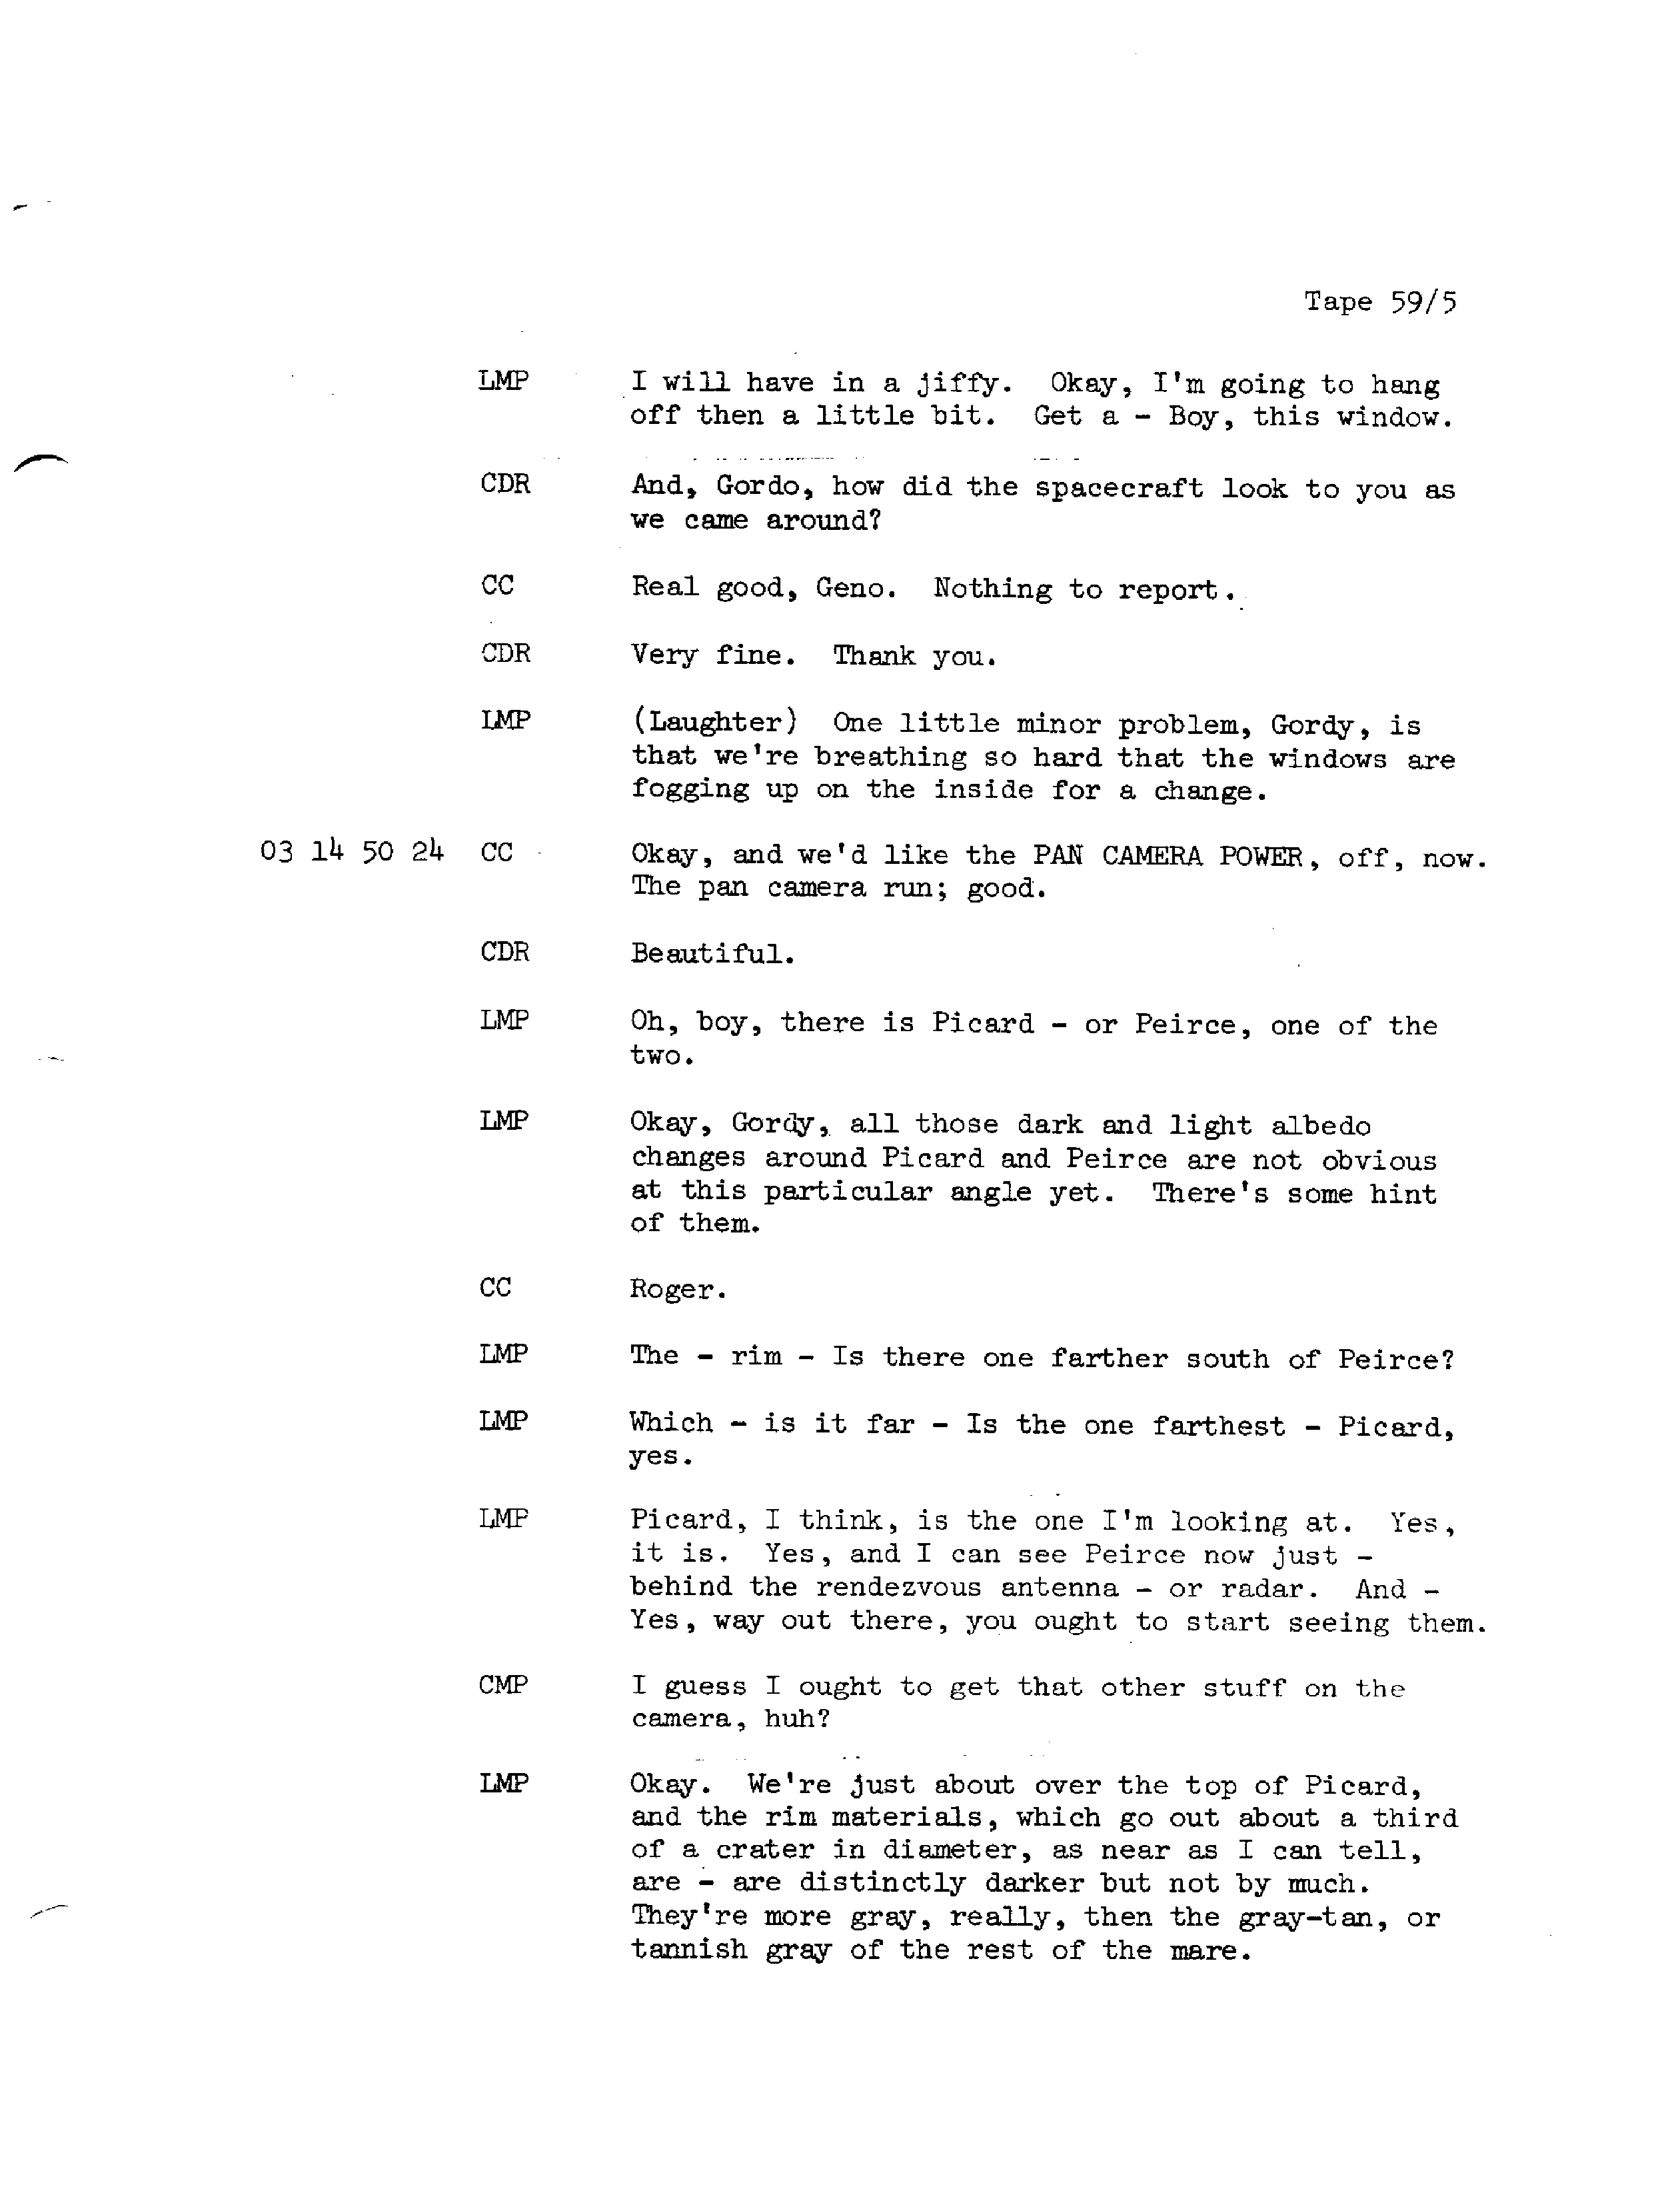 Tape 59/5
LMP I will have in a jiffy. Okay, I'm going to hang
off then a little bit. Get a - Boy, this window.
CDR And, Gordo, how did the spacecraft look to you as
we came around?
CC Real good, Geno. Nothing to report.
CDR Very fine. Thank you.
LMP (Laughter) One little minor problem, Gordy, is
that we're breathing so hard that the windows are
fogging up on the inside for a change.
03 14 50 24 CC Okay, and we'd like the PAN CAMERA POWER, off, now.
The pan camera run; good.
CDR Beautiful.
LMP Oh, boy, there is Picard - or Peirce, one of the
two.
LMP Okay, Gordy, all those dark and light albedo
changes around Picard and Peirce are not obvious
at this particular angle yet. There's some hint
of them.
CC Roger.
LMP The - rim - Is there one farther south of Peirce?
LMP Which - is it far - Is the one farthest - Picard,
yes.
LMP Picard, I think, is the one I'm looking at. Yes,
it is. Yes, and I can see Peirce now just -
behind the rendezvous antenna - or radar. And -
Yes, way out there, you ought to start seeing them.
CMP I guess I ought to get that other stuff on the
camera, huh?
LMP Okay. We're just about over the top of Picard,
and the rim materials, which go out about a third
of a crater in diameter, as near as I can tell,
are - are distinctly darker but not by much.
They're more gray, really, then the gray-tan, or
tannish gray of the rest of the mare.